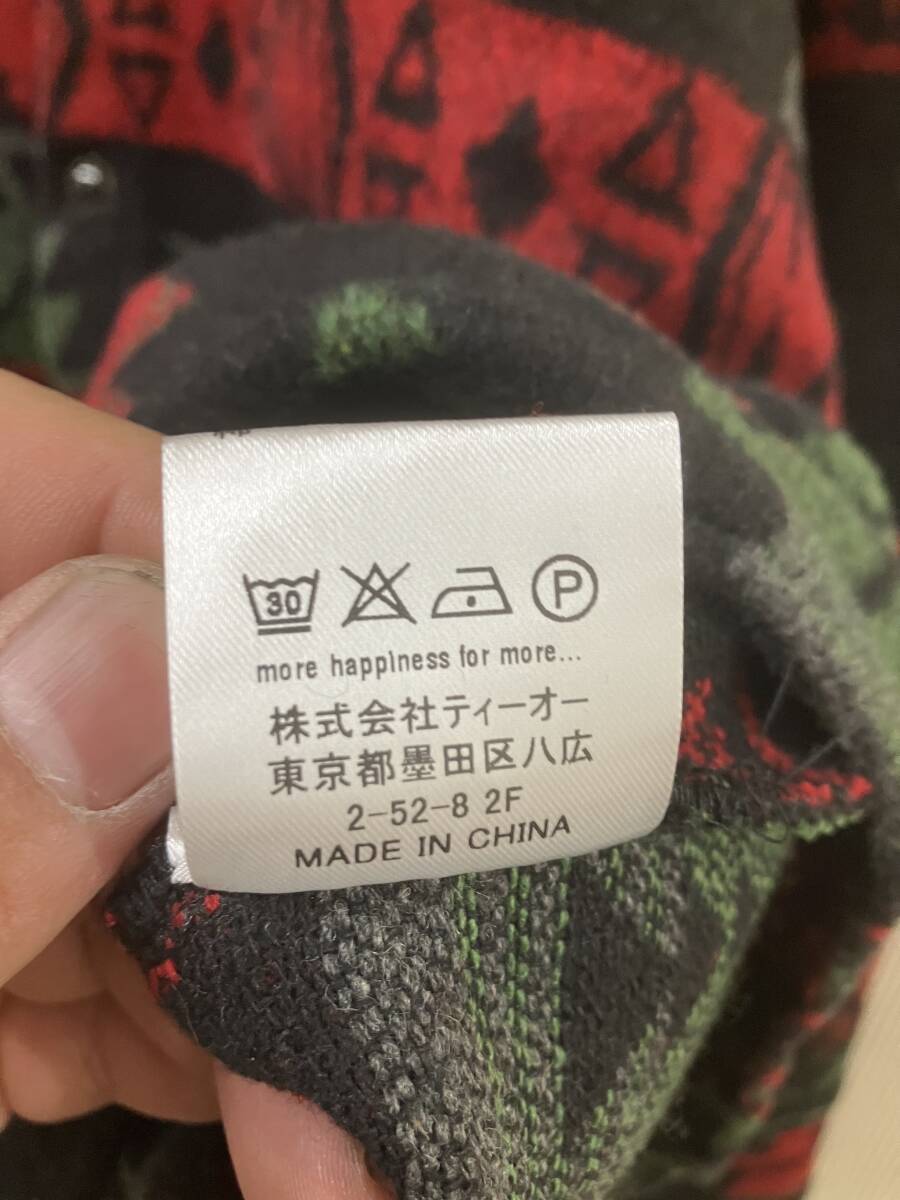 30 P
more happiness for more...
株式会社ティーオー
東京都墨田区八広
2-52-8 2F
MADE IN CHINA